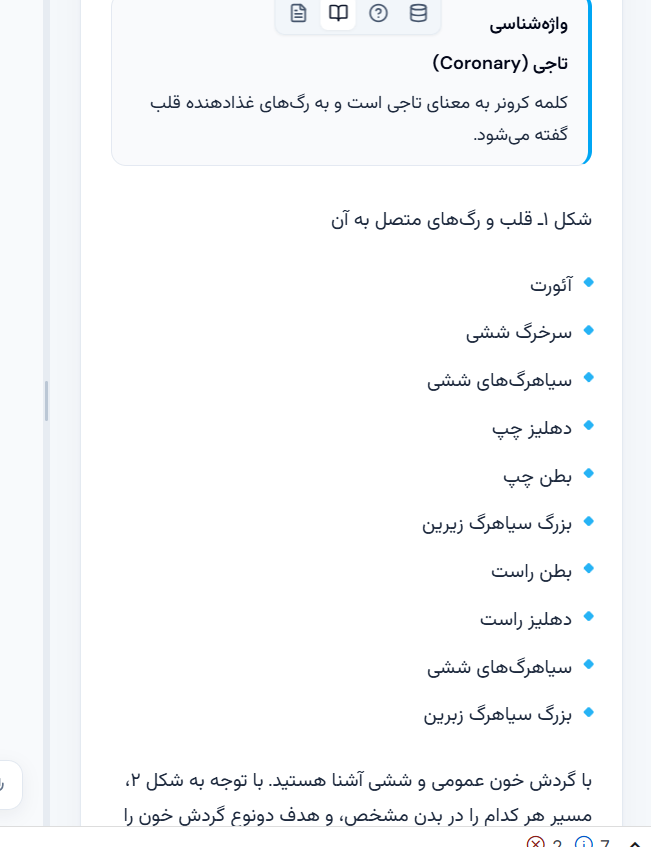 واژه‌شناسی
تاجی (Coronary)
کلمه کرونر به معنای تاجی است و به رگ‌های غذادهنده قلب
گفته می‌شود.
شکل ۱ـ قلب و رگ‌های متصل به آن
آئورت
سرخرگ ششی
سیاهرگ‌های ششی
دهلیز چپ
بطن چپ
بزرگ سیاهرگ زیرین
بطن راست
دهلیز راست
سیاهرگ‌های ششی
بزرگ سیاهرگ زبرین
با گردش خون عمومی و ششی آشنا هستید. با توجه به شکل ۲،
مسیر هر کدام را در بدن مشخص، و هدف دونوع گردش خون را
2 7